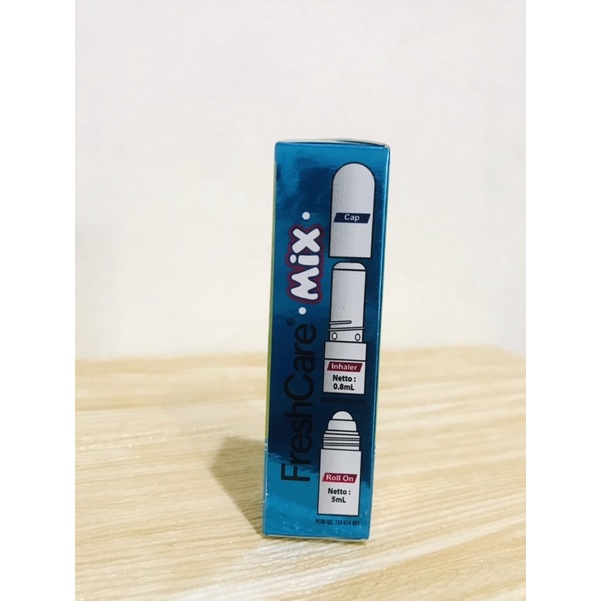 FreshCare® • MiX •
Cap
Inhaler
Netto :
0.8mL
Roll On
Netto :
5mL